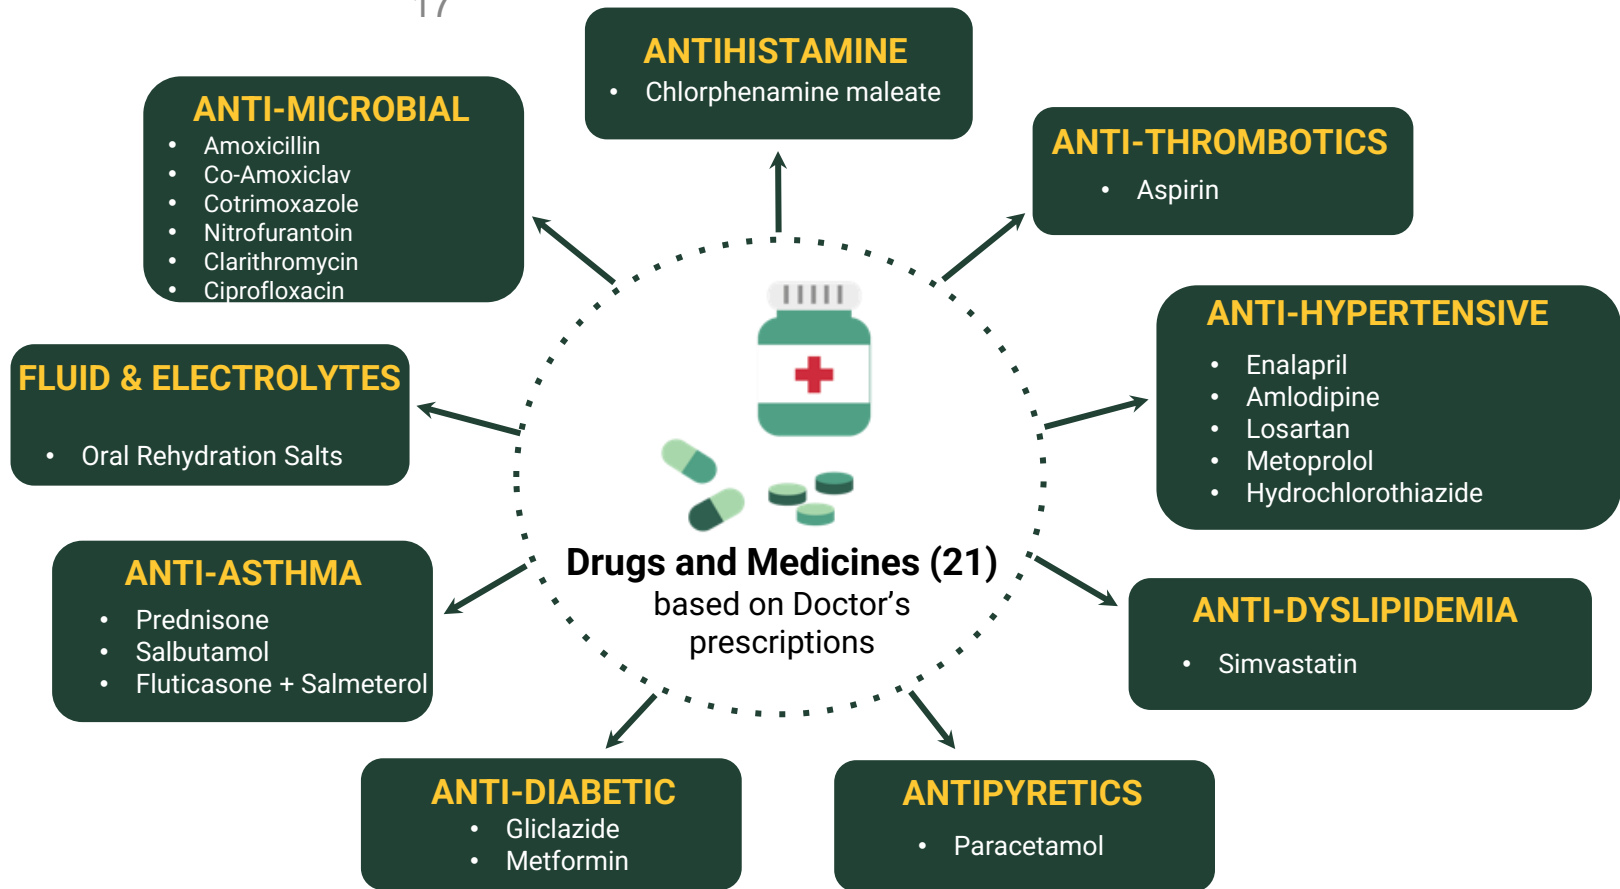 17
ANTIHISTAMINE
• Chlorphenamine maleate
ANTI-MICROBIAL
• Amoxicillin
• Co-Amoxiclav
• Cotrimoxazole
• Nitrofurantoin
• Clarithromycin
• Ciprofloxacin
ANTI-THROMBOTICS
• Aspirin
ANTI-HYPERTENSIVE
• Enalapril
• Amlodipine
• Losartan
• Metoprolol
• Hydrochlorothiazide
FLUID & ELECTROLYTES
• Oral Rehydration Salts
Drugs and Medicines (21)
based on Doctor’s
prescriptions
ANTI-ASTHMA
• Prednisone
• Salbutamol
• Fluticasone + Salmeterol
ANTI-DYSLIPIDEMIA
• Simvastatin
ANTI-DIABETIC
• Gliclazide
• Metformin
ANTIPYRETICS
• Paracetamol